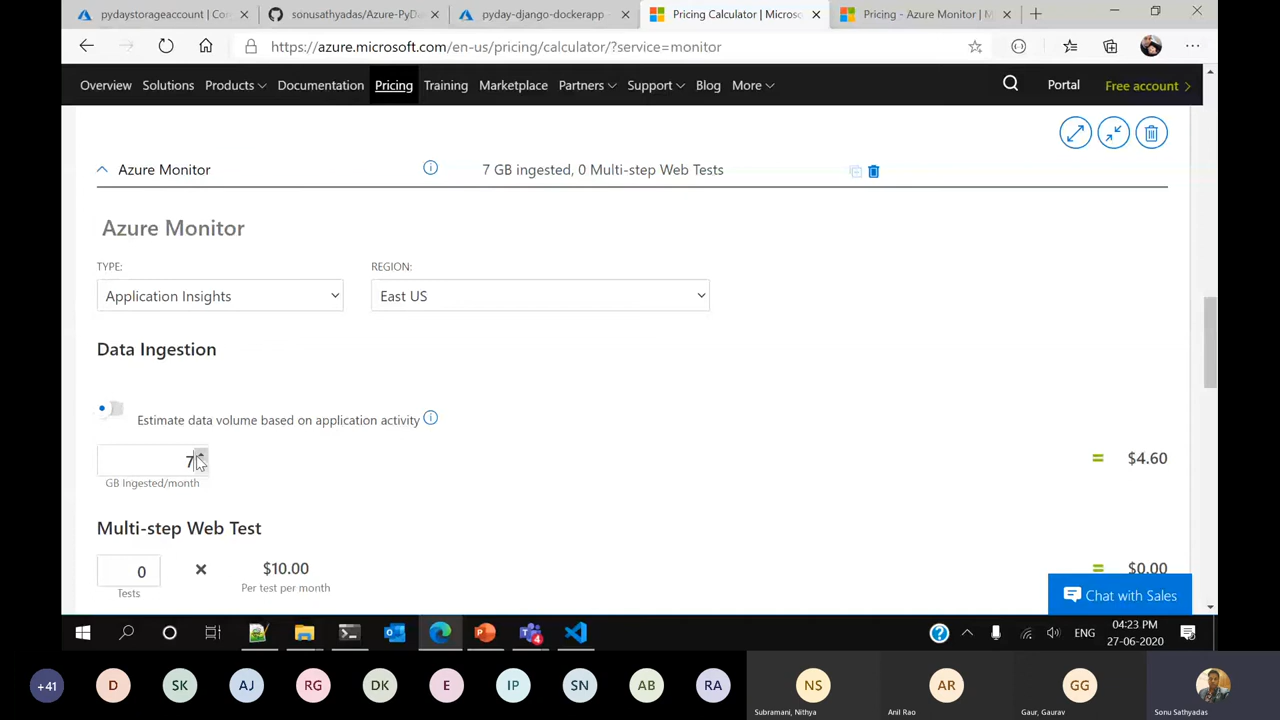 pydaystorageaccount | Con
sonusathyadas/Azure-PyDa
pyday-django-dockerapp -
Pricing Calculator | Microso
Pricing - Azure Monitor | M
https://azure.microsoft.com/en-us/pricing/calculator/?service=monitor
Overview Solutions Products Documentation Pricing Training Marketplace Partners Support Blog More Portal Free account
Azure Monitor 7 GB ingested, 0 Multi-step Web Tests
Azure Monitor
TYPE: REGION:
Application Insights East US
Data Ingestion
Estimate data volume based on application activity
7 = $4.60
GB Ingested/month
Multi-step Web Test
0 × $10.00 = $0.00
Tests Per test per month
Chat with Sales
4
ENG
04:23 PM
27-06-2020
+41 D SK AJ RG DK E IP SN AB RA NS AR GG
Subramani, Nithya Anil Rao Gaur, Gaurav Sonu Sathyadas